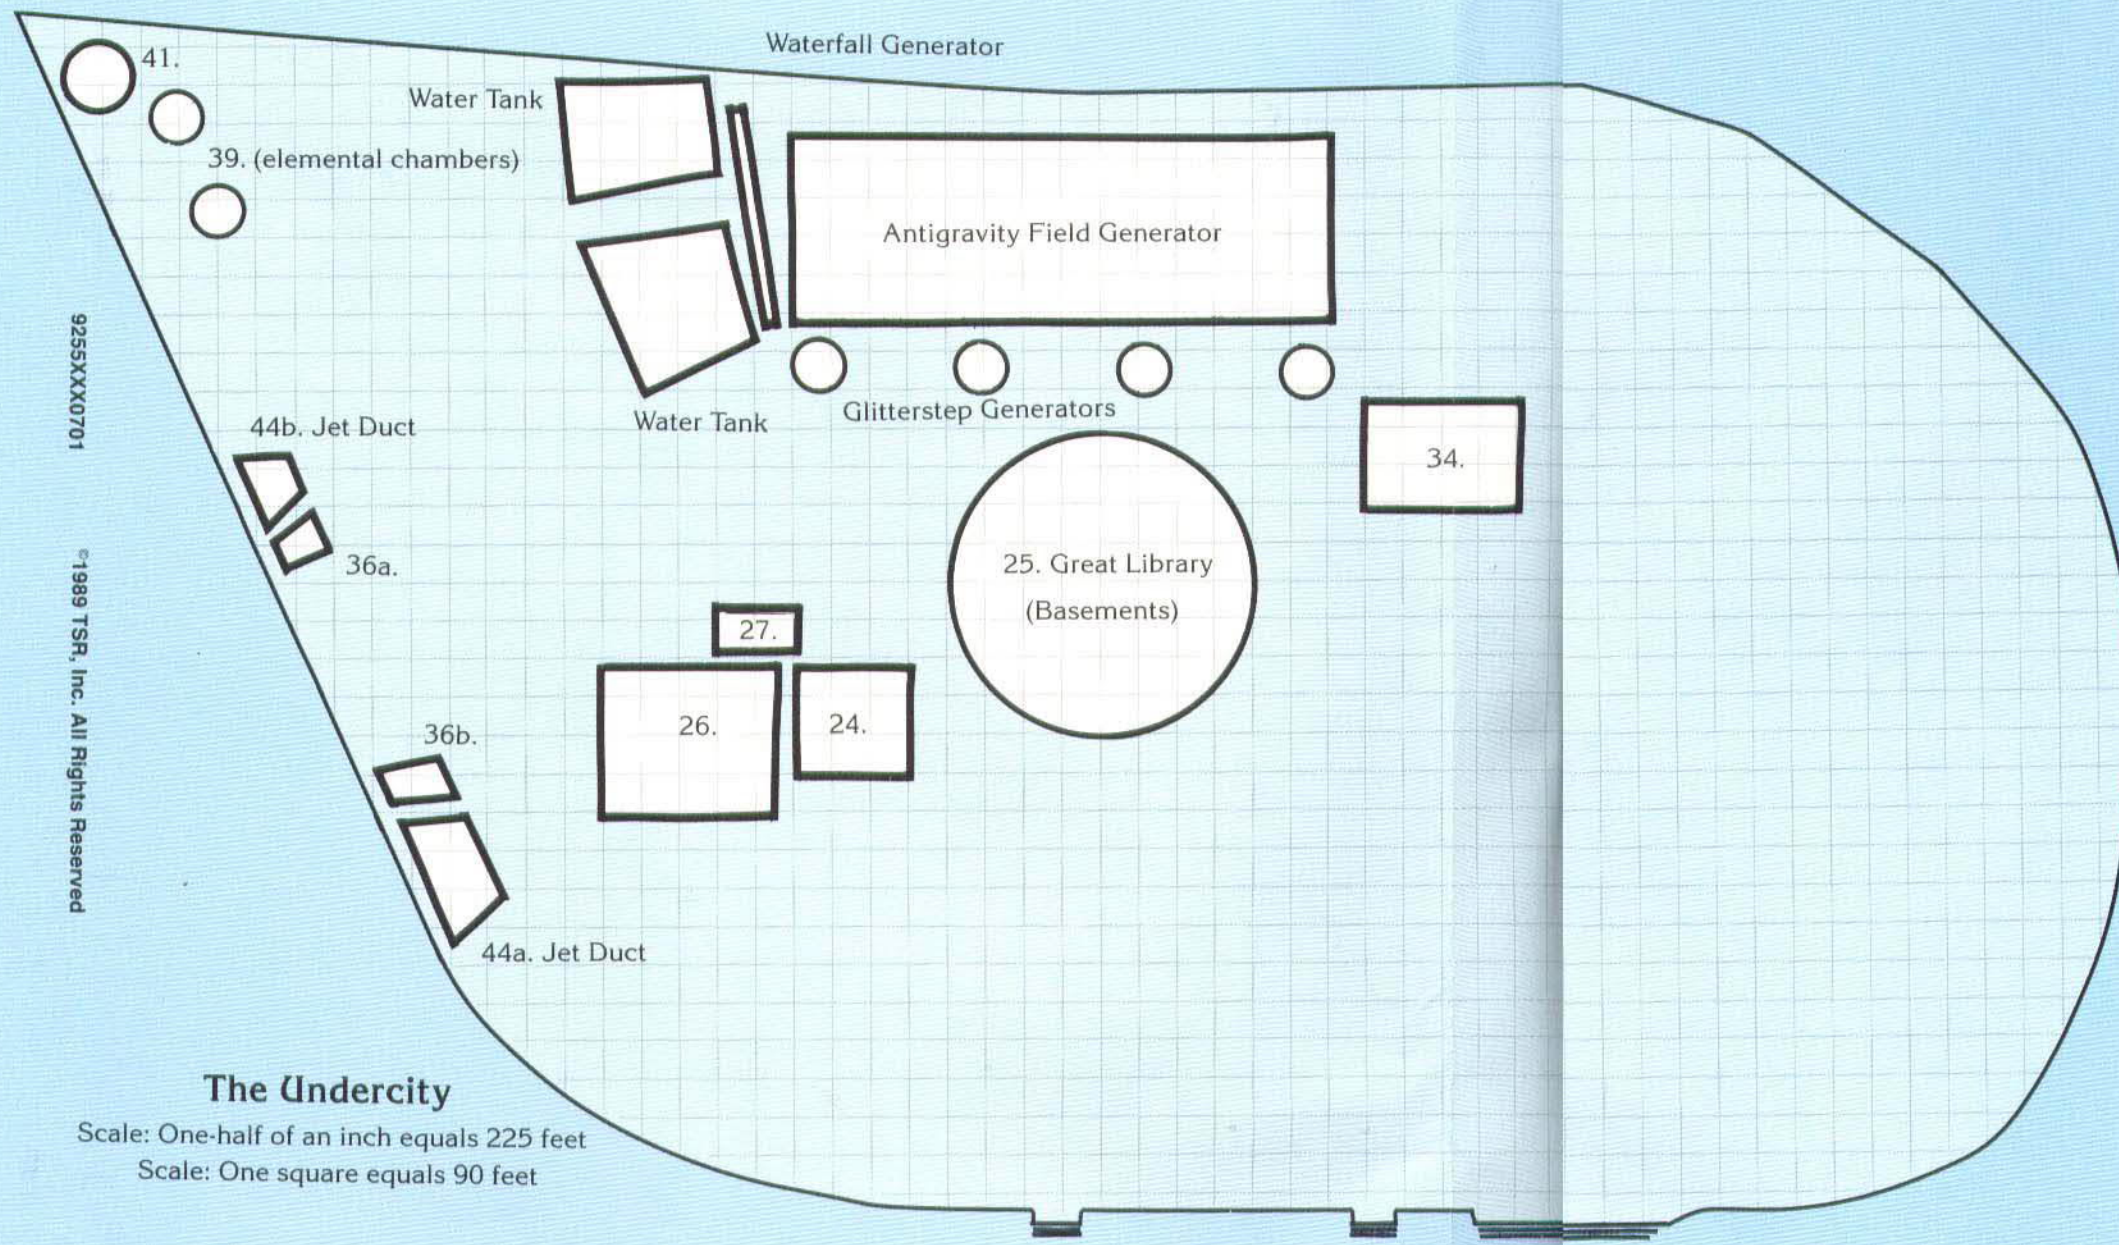 Waterfall Generator
41.
Water Tank
39. (elemental chambers)
Antigravity Field Generator
Water Tank
Glitterstep Generators
44b. Jet Duct
34.
36a.
25. Great Library
(Basements)
27.
26.
24.
36b.
44a. Jet Duct
The Undercity
Scale: One-half of an inch equals 225 feet
Scale: One square equals 90 feet
9255XXX0701
©1989 TSR, Inc. All Rights Reserved